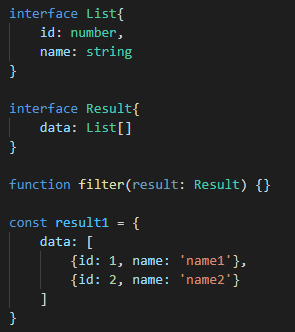 interface List{
    id: number,
    name: string
}
interface Result{
    data: List[]
}
function filter(result: Result) {}
const result1 = {
    data: [
        {id: 1, name: 'name1'},
        {id: 2, name: 'name2'}
    ]
}